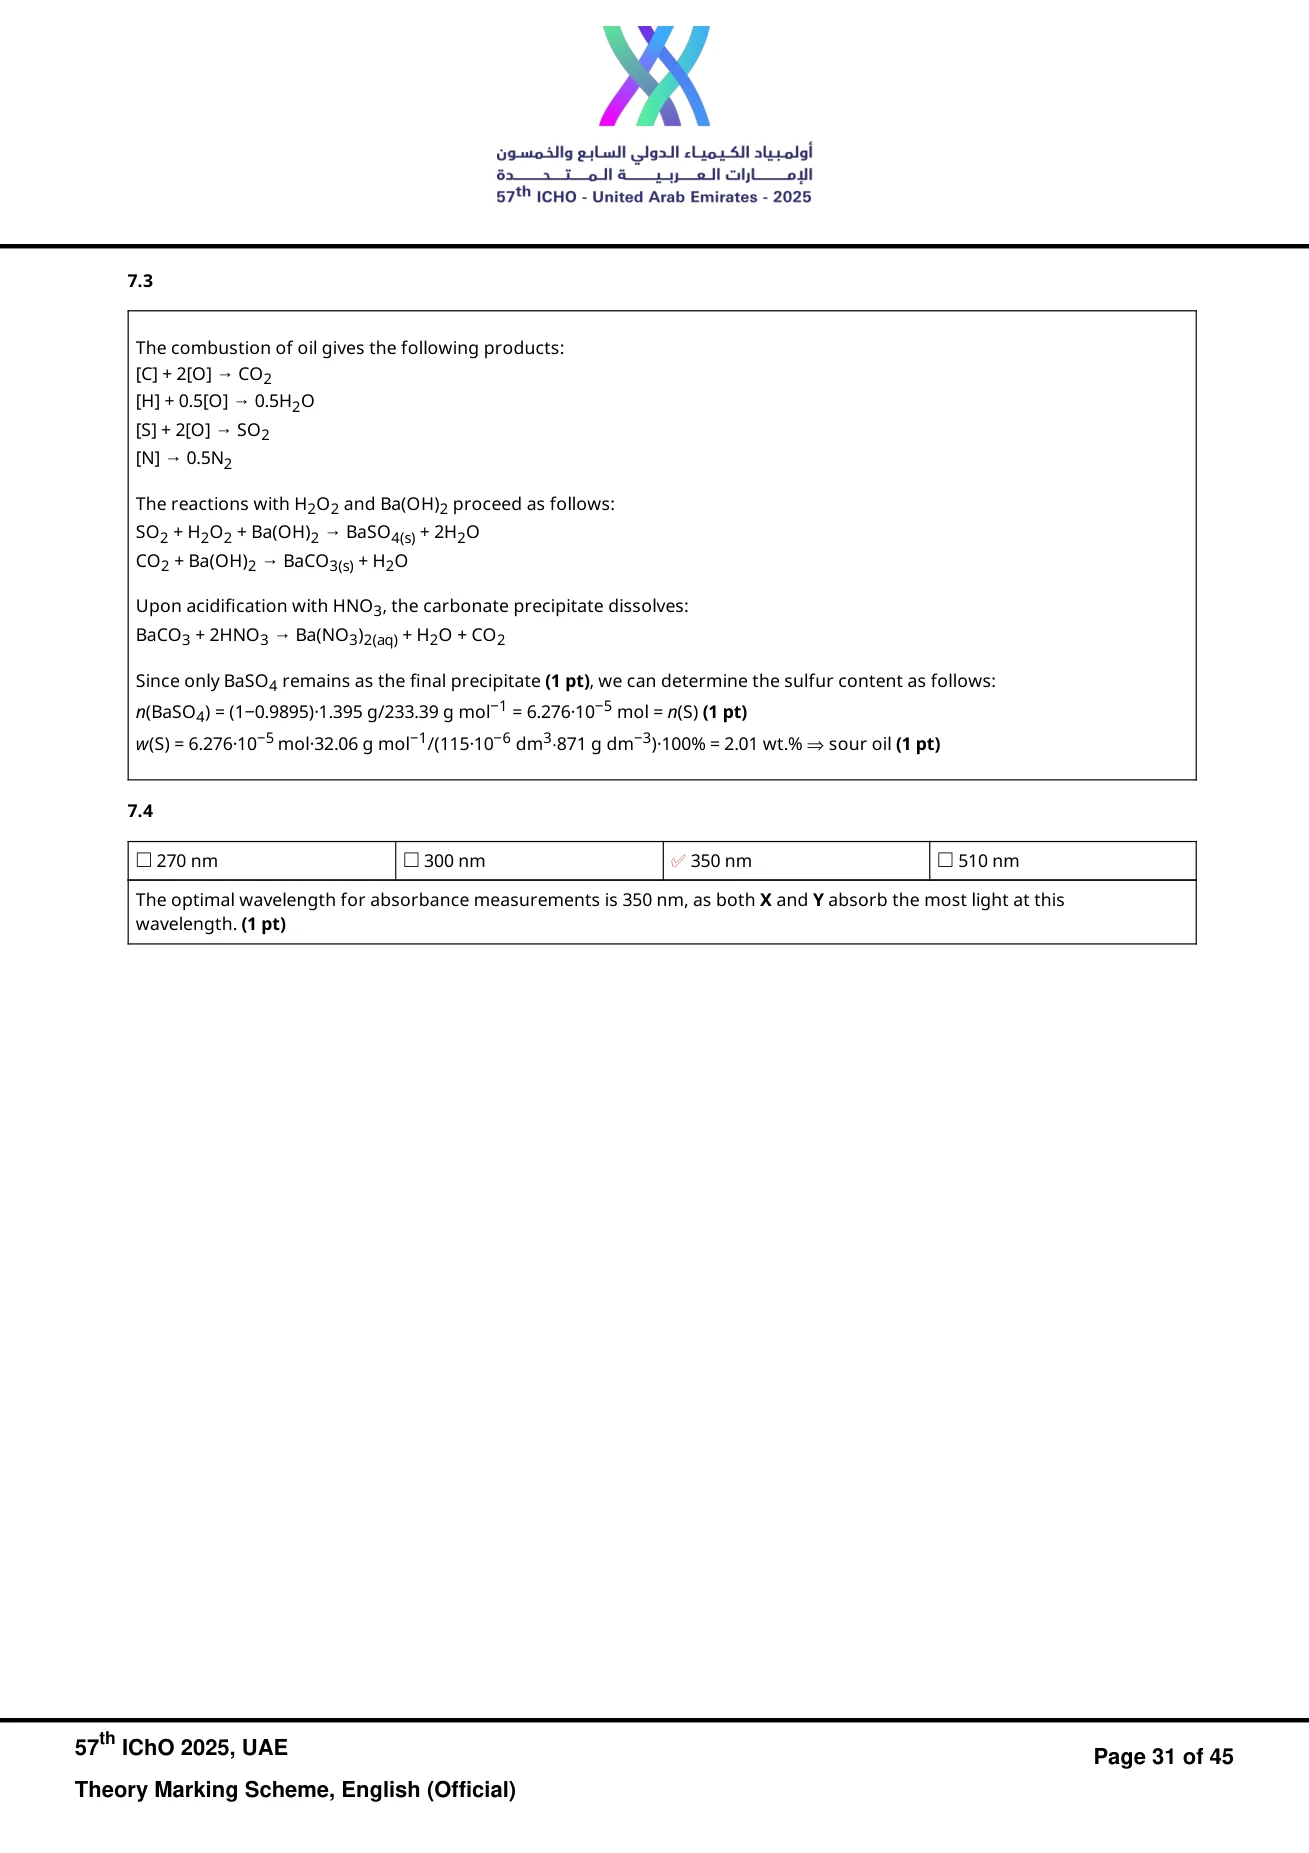 أولمبياد الكيمياء الدولي السابع والخمسون
الإمـــارات العـــربيـــة المـــتحـــدة
57th ICHO - United Arab Emirates - 2025
7.3
The combustion of oil gives the following products:
[C] + 2[O] → CO2
[H] + 0.5[O] → 0.5H2O
[S] + 2[O] → SO2
[N] → 0.5N2
The reactions with H2O2 and Ba(OH)2 proceed as follows:
SO2 + H2O2 + Ba(OH)2 → BaSO4(s) + 2H2O
CO2 + Ba(OH)2 → BaCO3(s) + H2O
Upon acidification with HNO3, the carbonate precipitate dissolves:
BaCO3 + 2HNO3 → Ba(NO3)2(aq) + H2O + CO2
Since only BaSO4 remains as the final precipitate (1 pt), we can determine the sulfur content as follows:
n(BaSO4) = (1−0.9895)·1.395 g/233.39 g mol−1 = 6.276·10−5 mol = n(S) (1 pt)
w(S) = 6.276·10−5 mol·32.06 g mol−1/(115·10−6 dm3·871 g dm−3)·100% = 2.01 wt.% ⇒ sour oil (1 pt)
7.4
☐ 270 nm ☐ 300 nm ✅ 350 nm ☐ 510 nm
The optimal wavelength for absorbance measurements is 350 nm, as both X and Y absorb the most light at this
wavelength. (1 pt)
57th IChO 2025, UAE
Page 31 of 45
Theory Marking Scheme, English (Official)